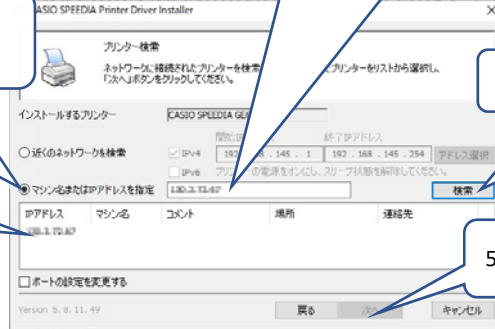 CASIO SPEEDIA Printer Driver Installer
プリンター検索
ネットワークに接続されたプリンターを検索 プリンターをリストから選択し、
「次へ」ボタンをクリックしてください。
インストールするプリンター CASIO SPEEDIA GE
開始IP 終了IPアドレス
近くのネットワークを検索 IPv4 192 . 145 . 1 192 . 168 . 145 . 254 アドレス選択
IPv6 プリンターの電源をオンにし、スリープ状態を解除してください。
マシン名またはIPアドレスを指定 検索
IPアドレス マシン名 コメント 場所 連絡先
ポートの設定を変更する
5
Version 5. 8. 11. 49 戻る 次へ キャンセル